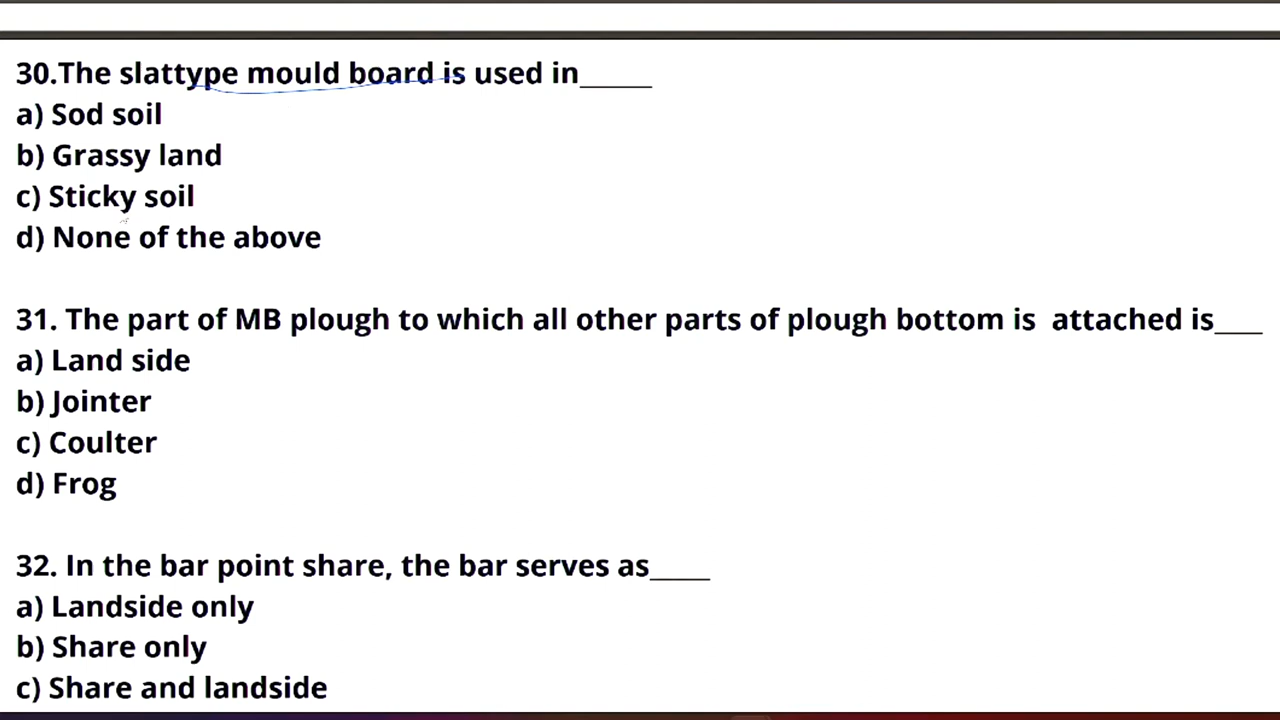 30.The slattype mould board is used in_____
a) Sod soil
b) Grassy land
c) Sticky soil
d) None of the above
31. The part of MB plough to which all other parts of plough bottom is  attached is____
a) Land side
b) Jointer
c) Coulter
d) Frog
32. In the bar point share, the bar serves as_____
a) Landside only
b) Share only
c) Share and landside